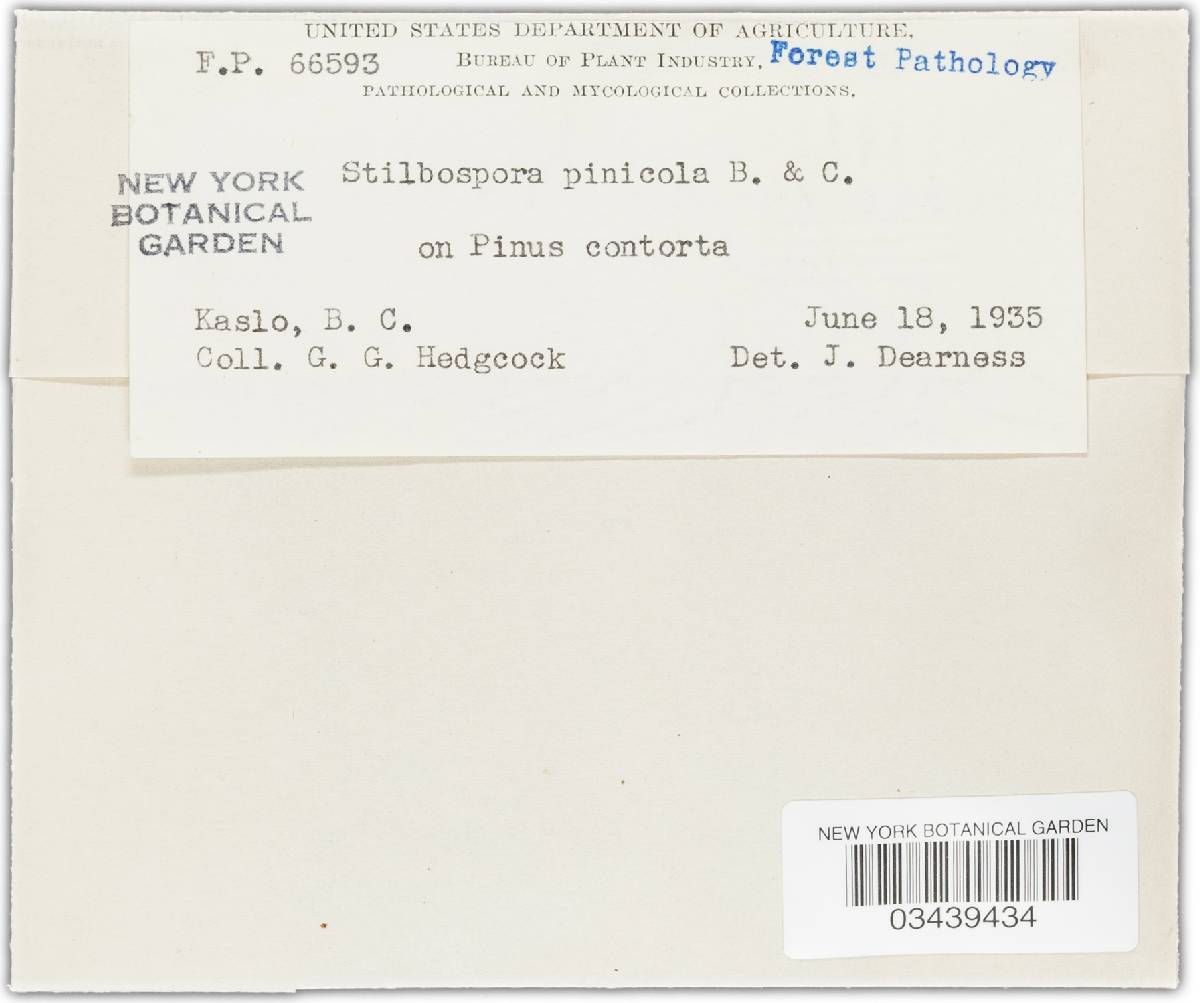 UNITED STATES DEPARTMENT OF AGRICULTURE.
F.P. 66593 BUREAU OF PLANT INDUSTRY, Forest Pathology
PATHOLOGICAL AND MYCOLOGICAL COLLECTIONS.
Stilbospora pinicola B. & C.
NEW YORK
BOTANICAL
GARDEN
on Pinus contorta
Kaslo, B. C. June 18, 1935
Coll. G. G. Hedgcock Det. J. Dearness
NEW YORK BOTANICAL GARDEN
03439434